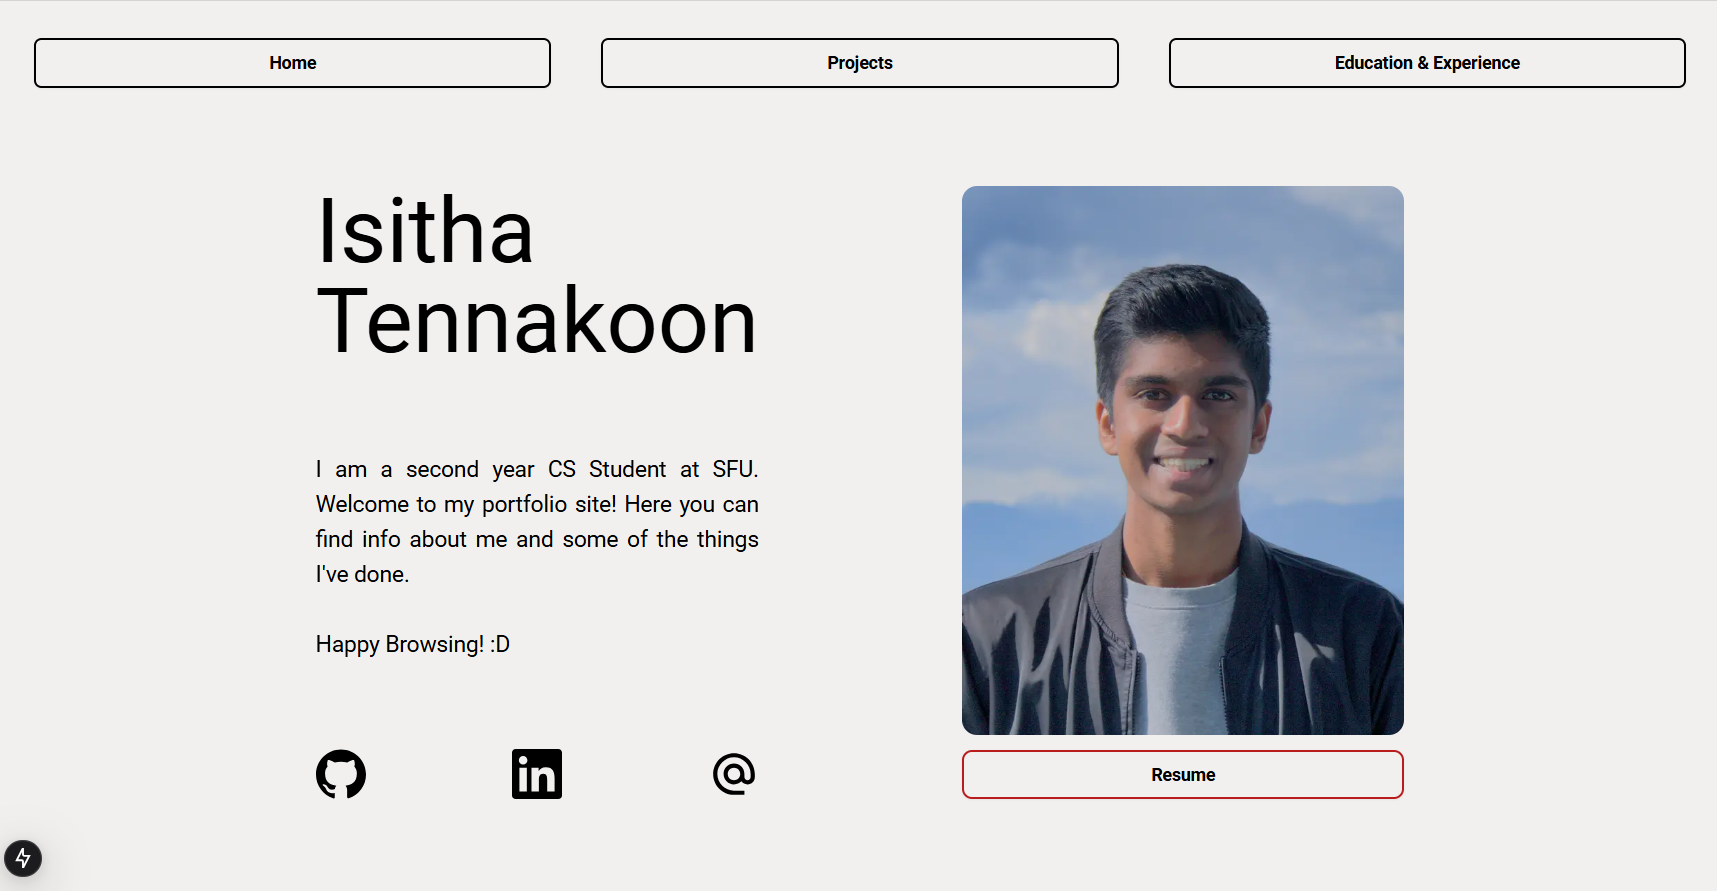 Home
Projects
Education & Experience
Isitha
Tennakoon
I am a second year CS Student at SFU.
Welcome to my portfolio site! Here you can
find info about me and some of the things
I've done.
Happy Browsing! :D
in
@
Resume